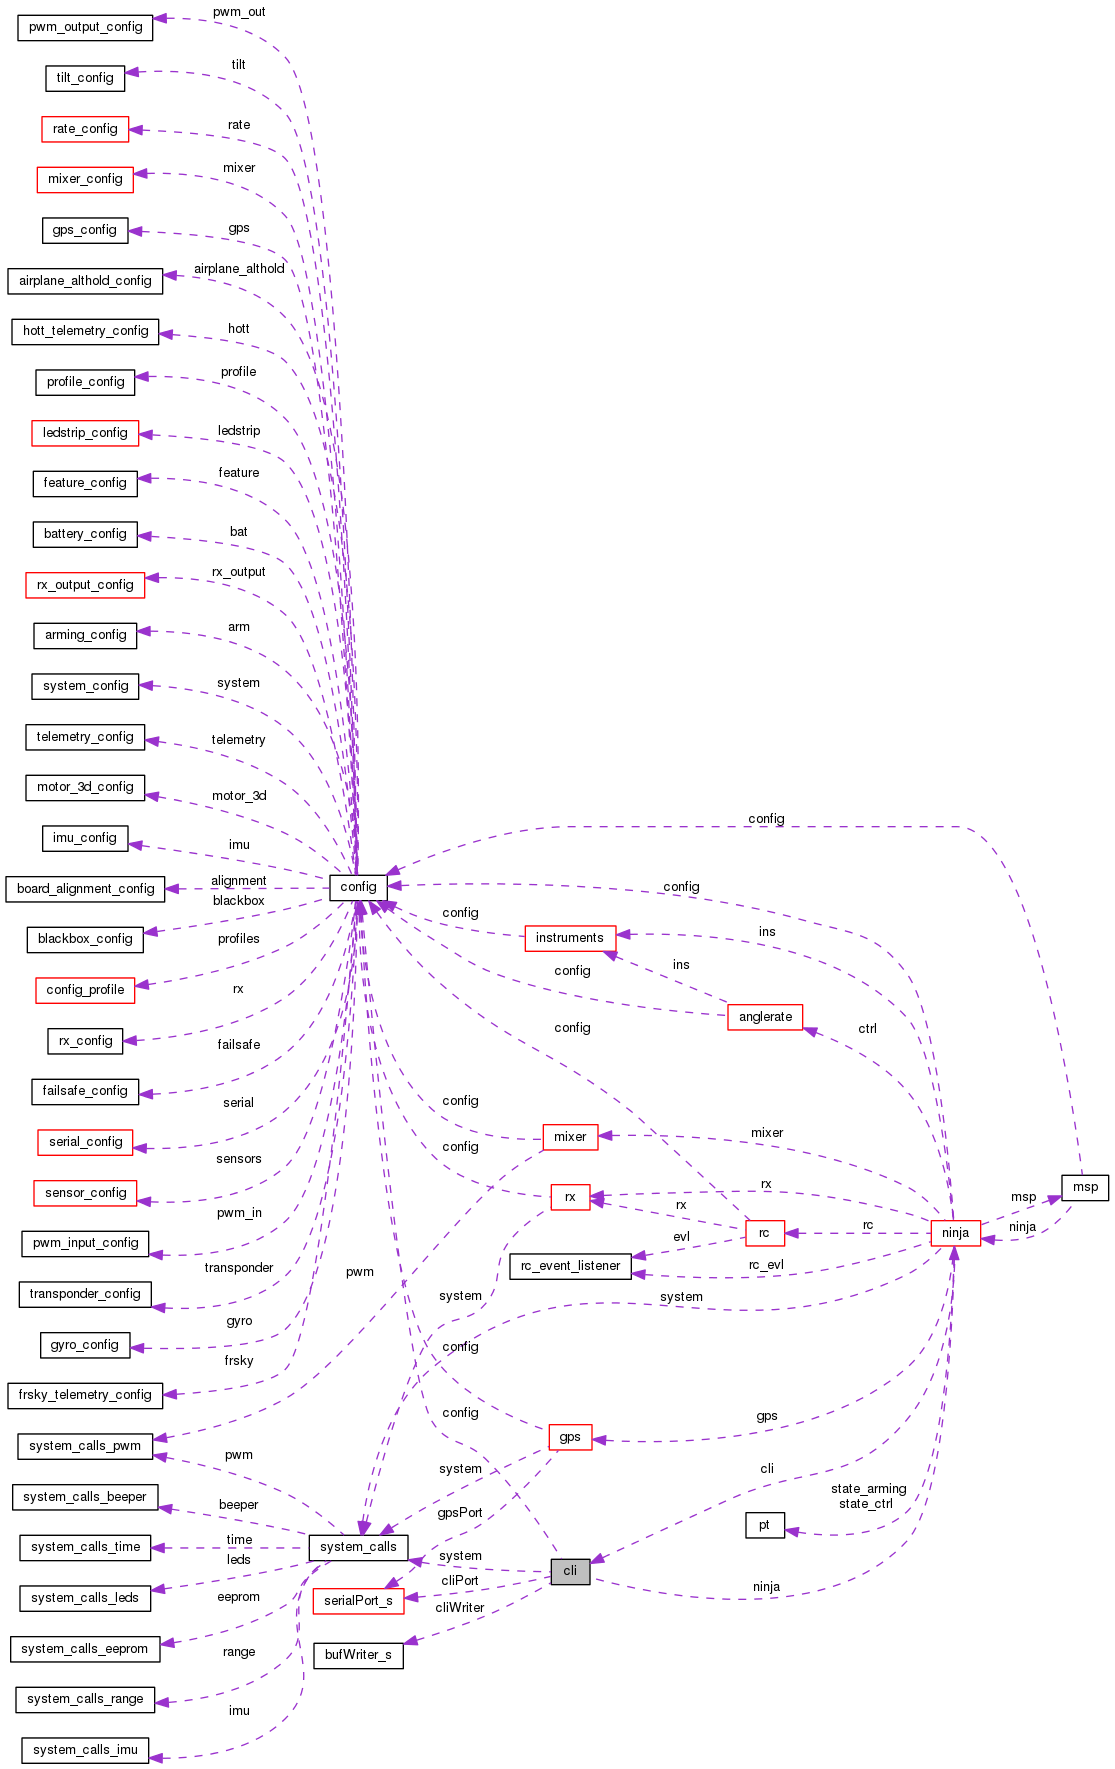 pwm_out
pwm_output_config
tilt
tilt_config
rate
rate_config
mixer
mixer_config
gps
gps_config
airplane_althold
airplane_althold_config
hott
hott_telemetry_config
profile
profile_config
ledstrip
ledstrip_config
feature
feature_config
bat
battery_config
rx_output
rx_output_config
arm
arming_config
system
system_config
telemetry
telemetry_config
motor_3d
motor_3d_config
imu
imu_config
alignment
board_alignment_config
blackbox
blackbox_config
profiles
config_profile
rx
rx_config
failsafe
failsafe_config
serial
serial_config
sensors
sensor_config
pwm_in
pwm_input_config
transponder
transponder_config
gyro
gyro_config
frsky
frsky_telemetry_config
system_calls_pwm
pwm
system_calls_beeper
beeper
system_calls_time
time
system_calls_leds
leds
system_calls_eeprom
eeprom
system_calls_range
range
system_calls_imu
imu
config
pwm
system_calls
serialPort_s
bufWriter_s
config
config
config
config
config
config
config
config
system
system
gpsPort
system
cliPort
cliWriter
instruments
ins
ins
anglerate
ctrl
mixer
mixer
rx
rx
rx
rc
rc
evl
rc_event_listener
rc_evl
system
ninja
msp
ninja
msp
gps
gps
cli
cli
state_arming
state_ctrl
pt
ninja